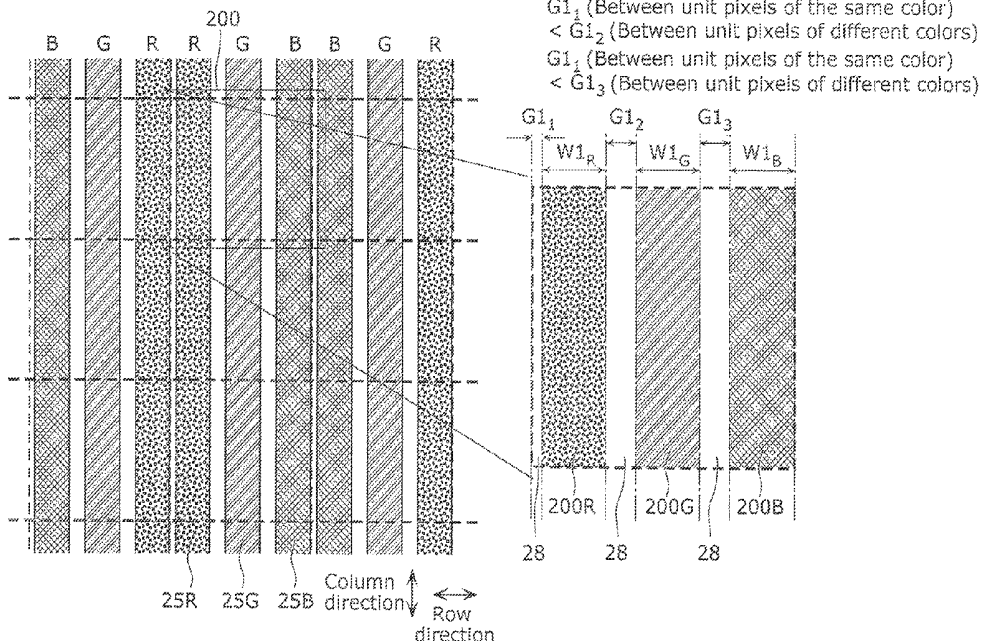 G1₁ (Between unit pixels of the same color)
< G1₂ (Between unit pixels of different colors)
G1₁ (Between unit pixels of the same color)
< G1₃ (Between unit pixels of different colors)
200
B G R R G B B G R
G1₁ G1₂ G1₃
W1R W1G W1B
200R 200G 200B
28 28 28
25R 25G 25B
Column
direction
Row
direction